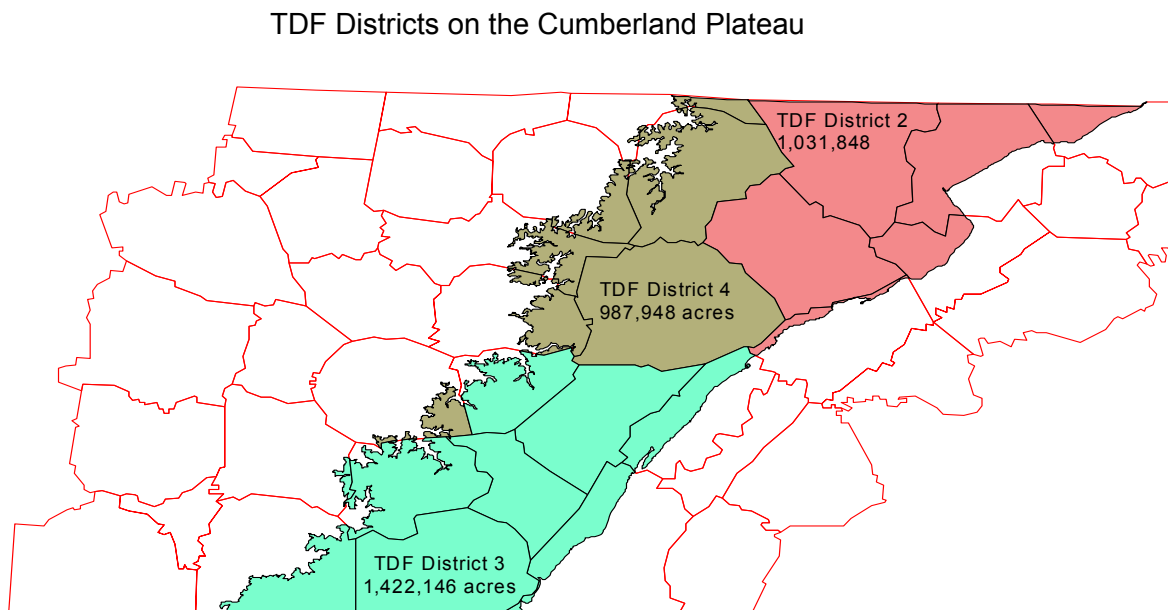 TDF Districts on the Cumberland Plateau
TDF District 2
1,031,848
TDF District 4
987,948 acres
TDF District 3
1,422,146 acres